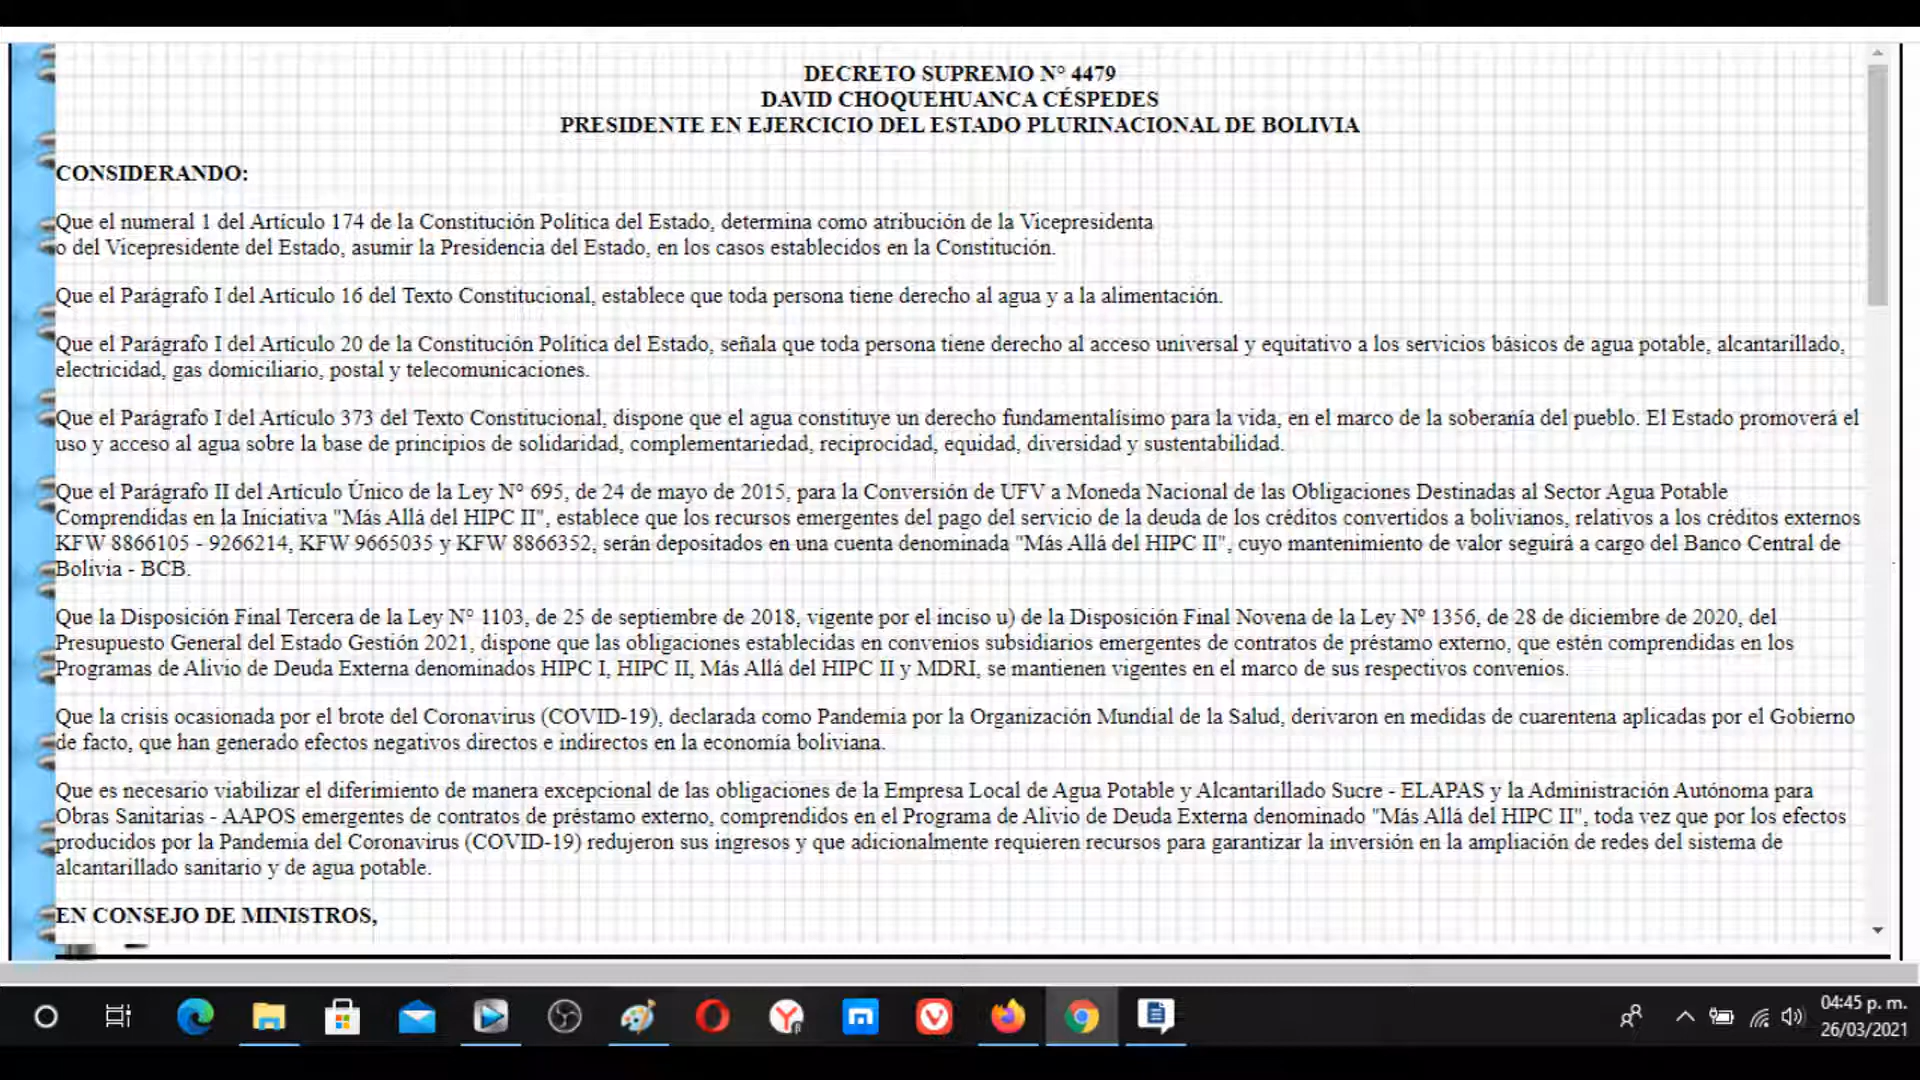 DECRETO SUPREMO N° 4479
DAVID CHOQUEHUANCA CÉSPEDES
PRESIDENTE EN EJERCICIO DEL ESTADO PLURINACIONAL DE BOLIVIA
CONSIDERANDO:
Que el numeral 1 del Artículo 174 de la Constitución Política del Estado, determina como atribución de la Vicepresidenta
o del Vicepresidente del Estado, asumir la Presidencia del Estado, en los casos establecidos en la Constitución.
Que el Parágrafo I del Artículo 16 del Texto Constitucional, establece que toda persona tiene derecho al agua y a la alimentación.
Que el Parágrafo I del Artículo 20 de la Constitución Política del Estado, señala que toda persona tiene derecho al acceso universal y equitativo a los servicios básicos de agua potable, alcantarillado,
electricidad, gas domiciliario, postal y telecomunicaciones.
Que el Parágrafo I del Artículo 373 del Texto Constitucional, dispone que el agua constituye un derecho fundamentalísimo para la vida, en el marco de la soberanía del pueblo. El Estado promoverá el
uso y acceso al agua sobre la base de principios de solidaridad, complementariedad, reciprocidad, equidad, diversidad y sustentabilidad.
Que el Parágrafo II del Artículo Único de la Ley N° 695, de 24 de mayo de 2015, para la Conversión de UFV a Moneda Nacional de las Obligaciones Destinadas al Sector Agua Potable
Comprendidas en la Iniciativa "Más Allá del HIPC II", establece que los recursos emergentes del pago del servicio de la deuda de los créditos convertidos a bolivianos, relativos a los créditos externos
KFW 8866105 - 9266214, KFW 9665035 y KFW 8866352, serán depositados en una cuenta denominada "Más Allá del HIPC II", cuyo mantenimiento de valor seguirá a cargo del Banco Central de
Bolivia - BCB.
Que la Disposición Final Tercera de la Ley N° 1103, de 25 de septiembre de 2018, vigente por el inciso u) de la Disposición Final Novena de la Ley Nº 1356, de 28 de diciembre de 2020, del
Presupuesto General del Estado Gestión 2021, dispone que las obligaciones establecidas en convenios subsidiarios emergentes de contratos de préstamo externo, que estén comprendidas en los
Programas de Alivio de Deuda Externa denominados HIPC I, HIPC II, Más Allá del HIPC II y MDRI, se mantienen vigentes en el marco de sus respectivos convenios.
Que la crisis ocasionada por el brote del Coronavirus (COVID-19), declarada como Pandemia por la Organización Mundial de la Salud, derivaron en medidas de cuarentena aplicadas por el Gobierno
de facto, que han generado efectos negativos directos e indirectos en la economía boliviana.
Que es necesario viabilizar el diferimiento de manera excepcional de las obligaciones de la Empresa Local de Agua Potable y Alcantarillado Sucre - ELAPAS y la Administración Autónoma para
Obras Sanitarias - AAPOS emergentes de contratos de préstamo externo, comprendidos en el Programa de Alivio de Deuda Externa denominado "Más Allá del HIPC II", toda vez que por los efectos
producidos por la Pandemia del Coronavirus (COVID-19) redujeron sus ingresos y que adicionalmente requieren recursos para garantizar la inversión en la ampliación de redes del sistema de
alcantarillado sanitario y de agua potable.
EN CONSEJO DE MINISTROS,
04:45 p. m.
26/03/2021